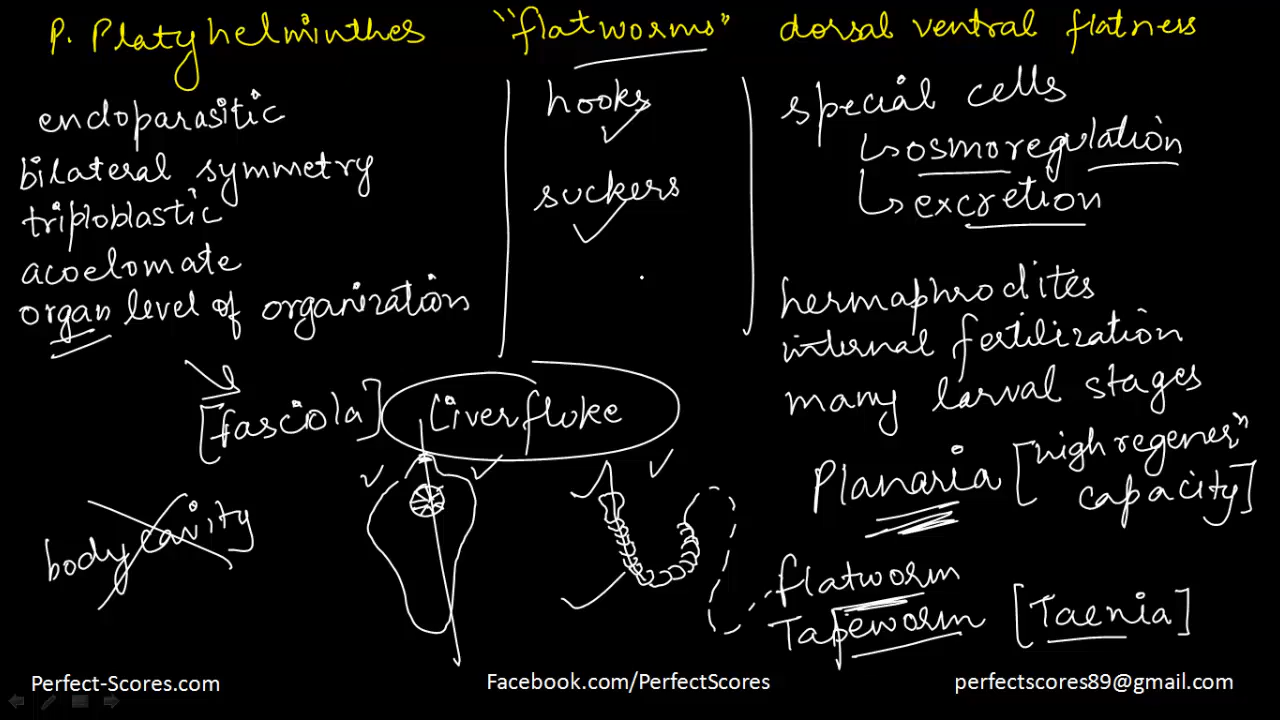 P. Platyhelminthes "flatworms" dorsal ventral flatness
endoparasitic
bilateral symmetry
triploblastic
acoelomate
organ level of organization
hooks
suckers
special cells
↳osmoregulation
↳excretion
hermaphrodites
internal fertilization
many larval stages
[fasciola] Liverfluke
body cavity
Planaria [high regener"
capacity]
flatworm
Tapeworm [Taenia]
Perfect-Scores.com Facebook.com/PerfectScores perfectscores89@gmail.com